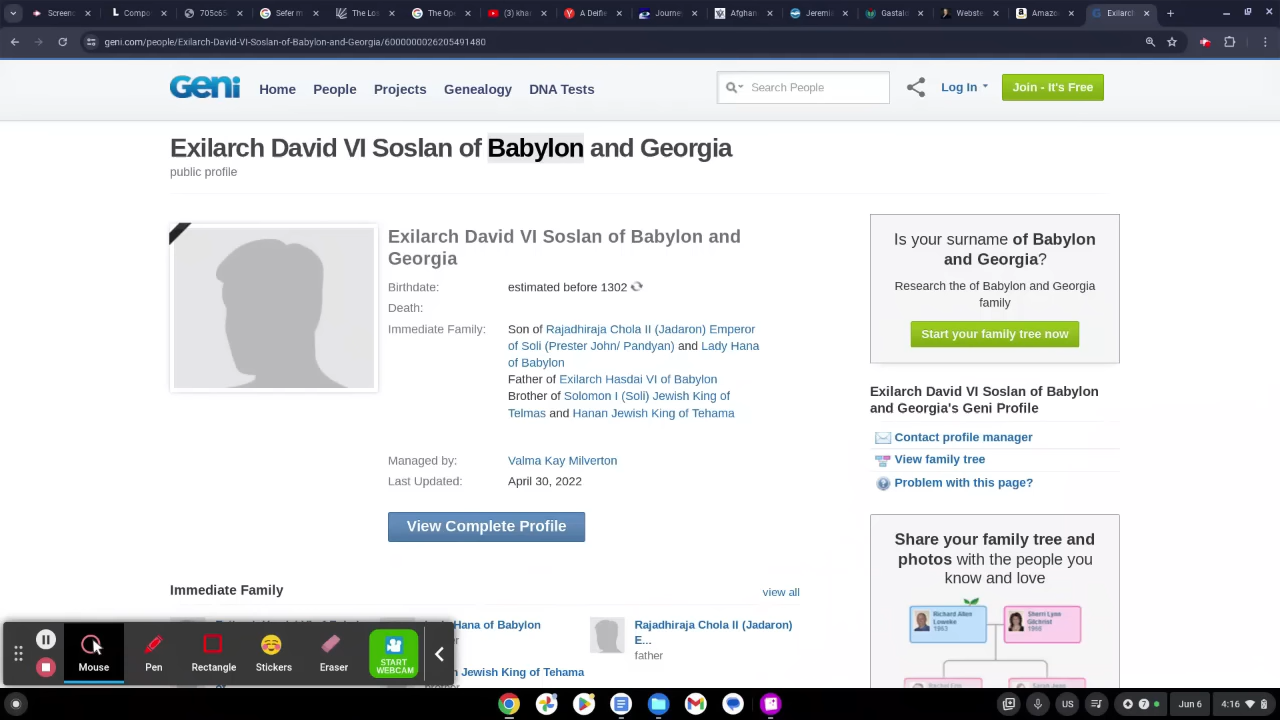 Screenc
Compo
705c65
Sefer m
The Los
The Ope
(3) kha
A Deifie
Journe
Afghan
Jeremi
Gastald
Webste
Amazo
Exilarch
geni.com/people/Exilarch-David-VI-Soslan-of-Babylon-and-Georgia/6000000026205491480
Geni
Home
People
Projects
Genealogy
DNA Tests
Search People
Log In
Join - It's Free
Exilarch David VI Soslan of Babylon and Georgia
public profile
Exilarch David VI Soslan of Babylon and
Georgia
Birthdate: estimated before 1302
Death:
Immediate Family: Son of Rajadhiraja Chola II (Jadaron) Emperor
of Soli (Prester John/ Pandyan) and Lady Hana
of Babylon
Father of Exilarch Hasdai VI of Babylon
Brother of Solomon I (Soli) Jewish King of
Telmas and Hanan Jewish King of Tehama
Managed by: Valma Kay Milverton
Last Updated: April 30, 2022
View Complete Profile
Is your surname of Babylon
and Georgia?
Research the of Babylon and Georgia
family
Start your family tree now
Exilarch David VI Soslan of Babylon
and Georgia's Geni Profile
Contact profile manager
View family tree
Problem with this page?
Share your family tree and
photos with the people you
know and love
Richard Allen
Loweke
Sherri Lynn
Gilchrist
Immediate Family
view all
Hana of Babylon
Rajadhiraja Chola II (Jadaron)
E...
father
Jewish King of Tehama
Mouse
Pen
Rectangle
Stickers
Eraser
START
WEBCAM
US
Jun 6
4:16